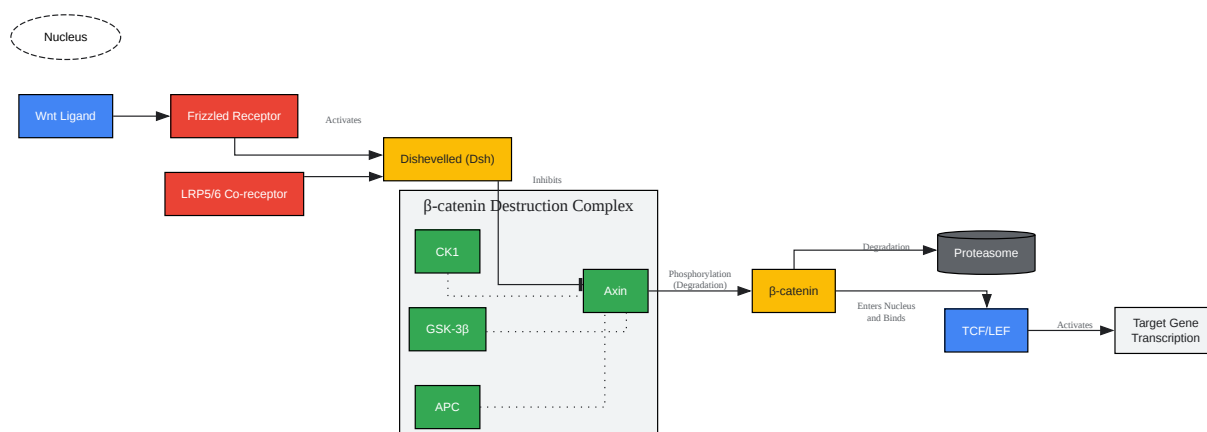 Nucleus
Wnt Ligand
Frizzled Receptor
Activates
Dishevelled (Dsh)
LRP5/6 Co-receptor
Inhibits
β-catenin Destruction Complex
CK1
Axin
GSK-3β
APC
Phosphorylation
(Degradation)
β-catenin
Degradation
Proteasome
Enters Nucleus
and Binds
TCF/LEF
Activates
Target Gene
Transcription